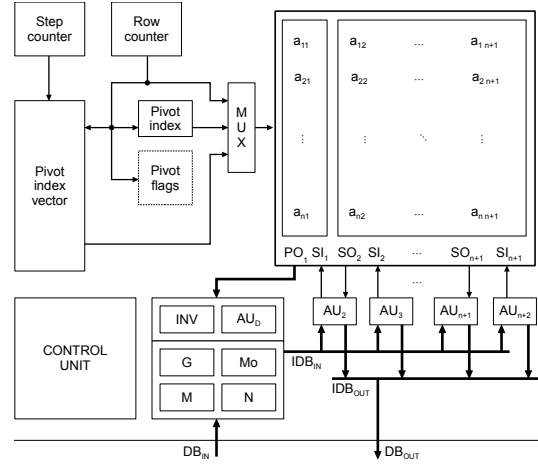 Step counter
Row counter
Pivot index vector
Pivot index
Pivot flags
MUX
a11 a12 ... a1 n+1
a21 a22 ... a2 n+1
⋮ ⋮ ⋱ ⋮
an1 an2 ... an n+1
PO1 SI1 SO2 SI2 ... SOn+1 SIn+1
AU2 AU3 ... AUn+1 AUn+2
INV AUD
CONTROL UNIT
G Mo
M N
IDBIN
IDBOUT
DBIN
DBOUT